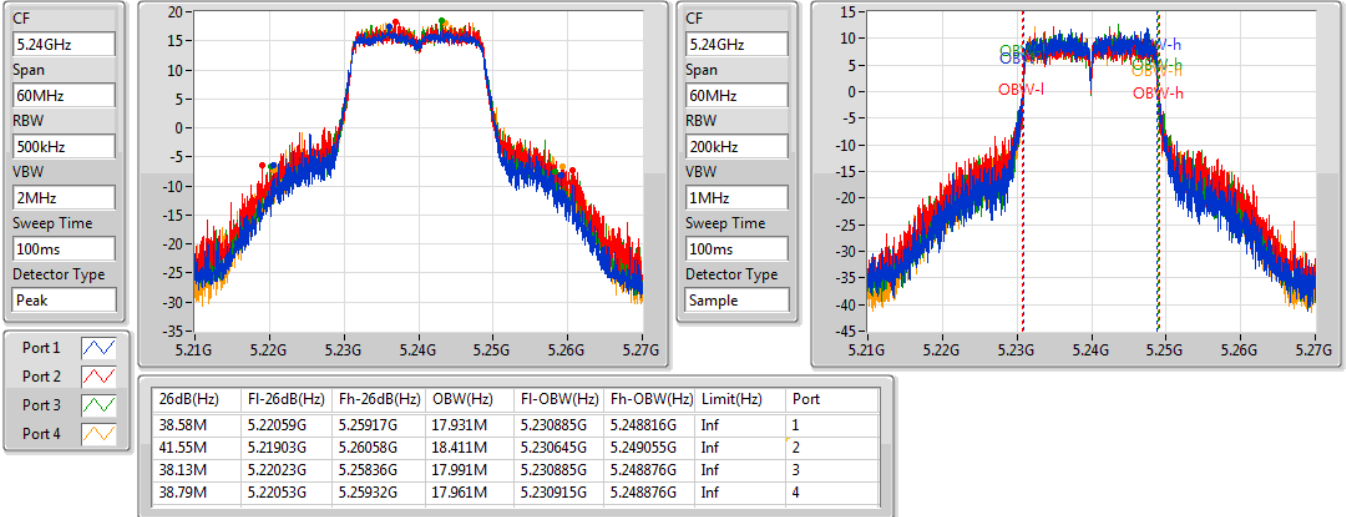 CF
5.24GHz
Span
60MHz
RBW
500kHz
VBW
2MHz
Sweep Time
100ms
Detector Type
Peak
20
15
10
5
0
-5
-10
-15
-20
-25
-30
-35
5.21G 5.22G 5.23G 5.24G 5.25G 5.26G 5.27G
CF
5.24GHz
Span
60MHz
RBW
200kHz
VBW
1MHz
Sweep Time
100ms
Detector Type
Sample
15
10
5
0
-5
-10
-15
-20
-25
-30
-35
-40
-45
OBW-l OBW-h
5.21G 5.22G 5.23G 5.24G 5.25G 5.26G 5.27G
Port 1
Port 2
Port 3
Port 4
26dB(Hz) Fl-26dB(Hz) Fh-26dB(Hz) OBW(Hz) Fl-OBW(Hz) Fh-OBW(Hz) Limit(Hz) Port
38.58M 5.22059G 5.25917G 17.931M 5.230885G 5.248816G Inf 1
41.55M 5.21903G 5.26058G 18.411M 5.230645G 5.249055G Inf 2
38.13M 5.22023G 5.25836G 17.991M 5.230885G 5.248876G Inf 3
38.79M 5.22053G 5.25932G 17.961M 5.230915G 5.248876G Inf 4